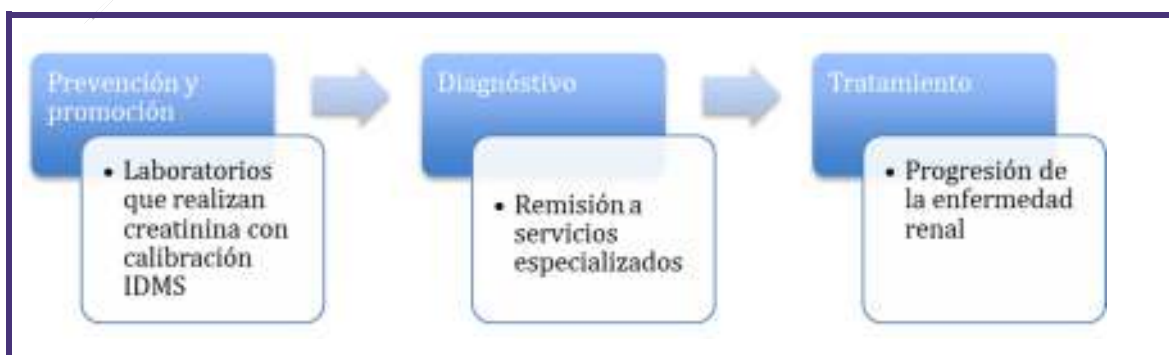 Prevención y
promoción
• Laboratorios
que realizan
creatinina con
calibración
IDMS
Diagnóstivo
• Remisión a
servicios
especializados
Tratamiento
• Progresión de
la enfermedad
renal